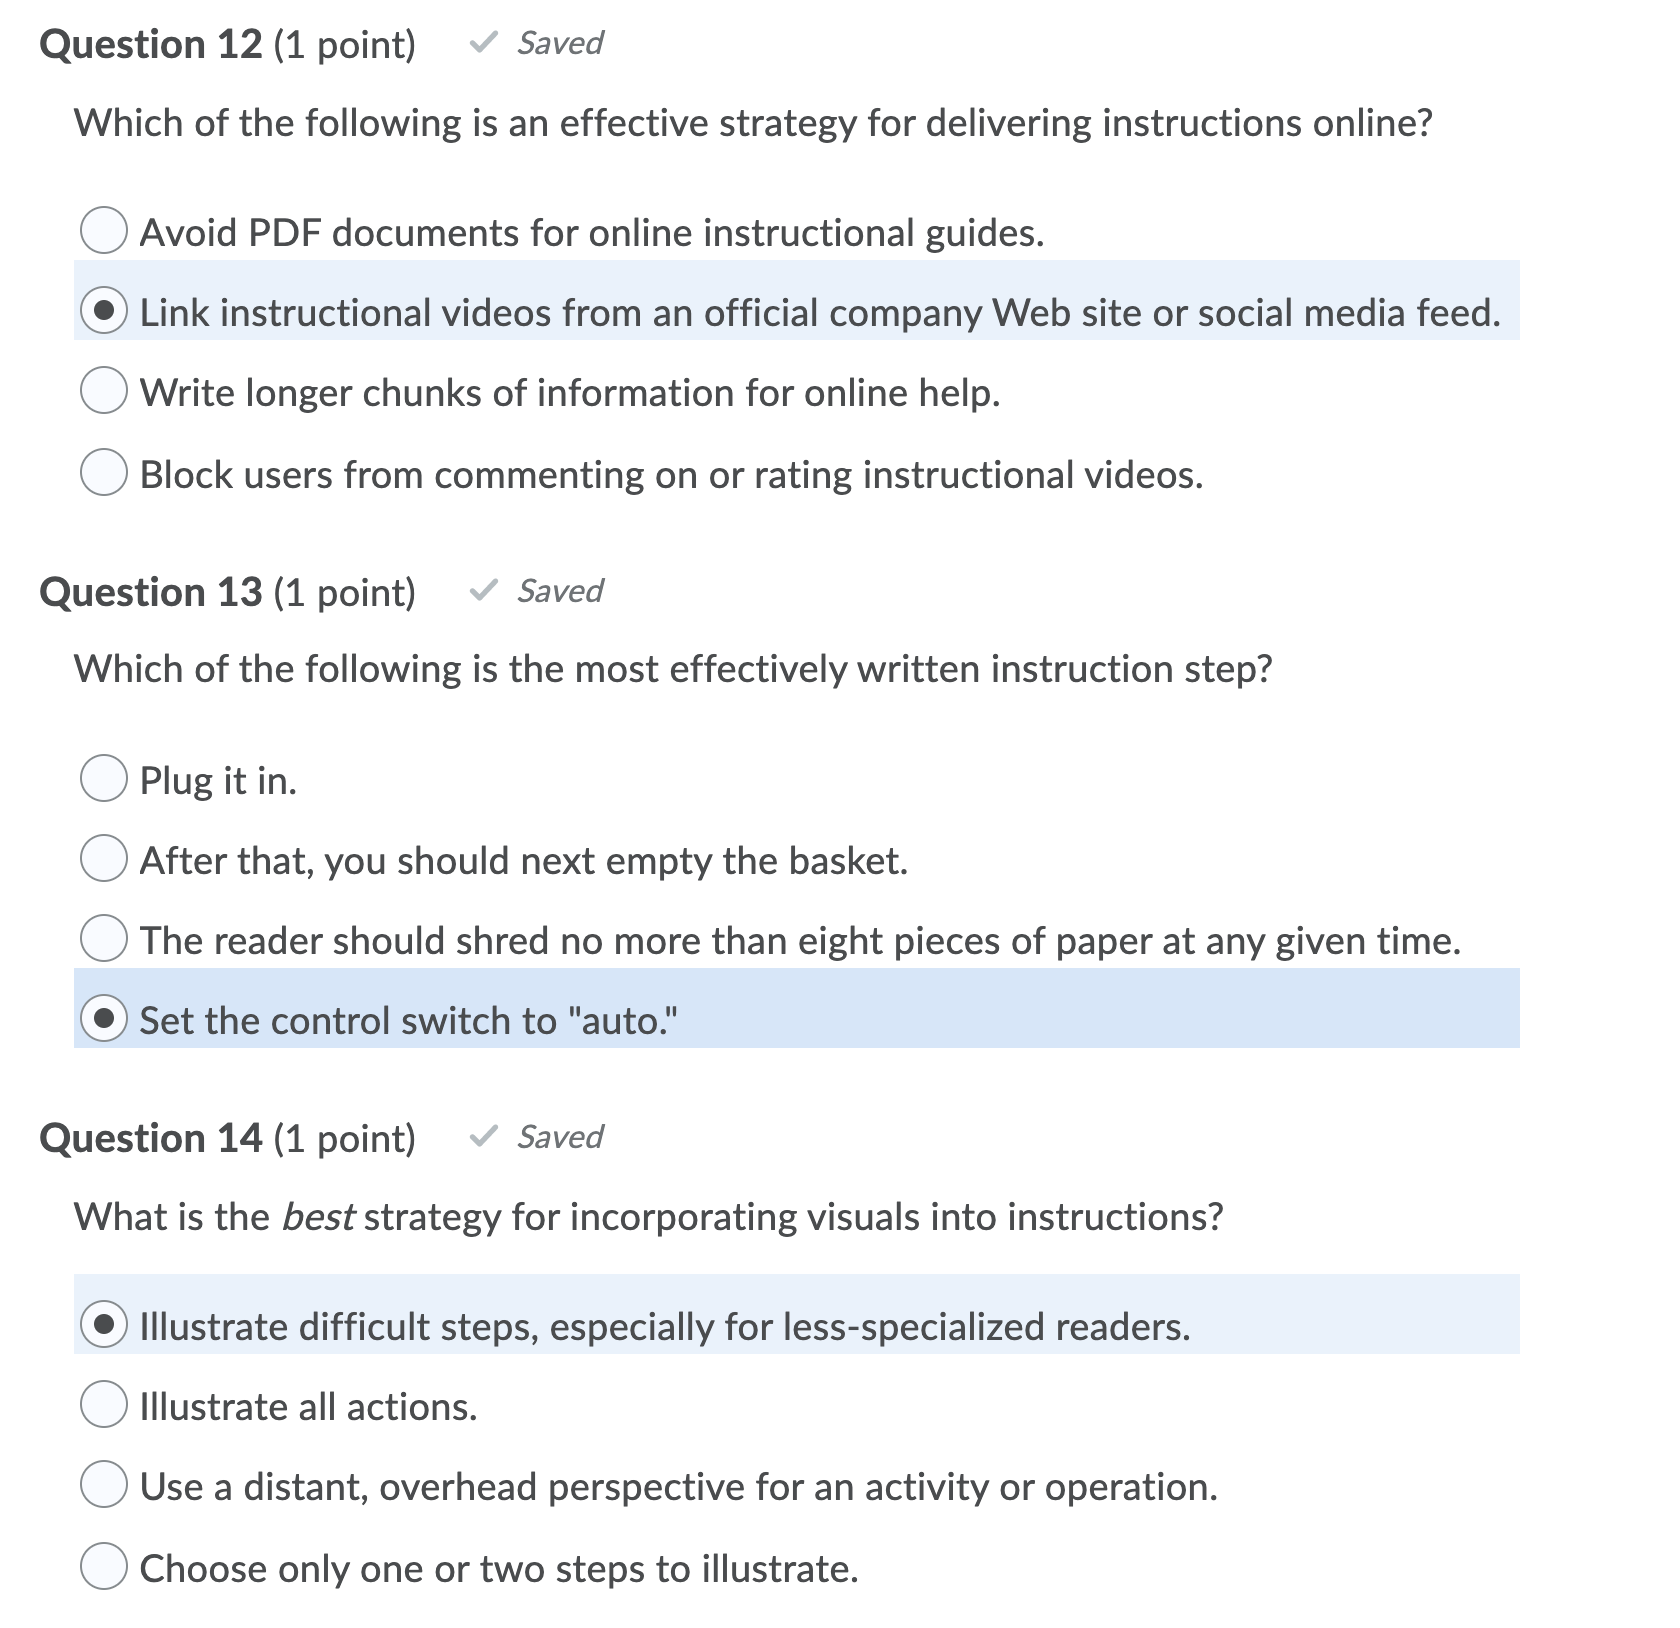 Question 12 (1 point) Saved
Which of the following is an effective strategy for delivering instructions online?
Avoid PDF documents for online instructional guides.
Link instructional videos from an official company Web site or social media feed.
Write longer chunks of information for online help.
Block users from commenting on or rating instructional videos.
Question 13 (1 point) Saved
Which of the following is the most effectively written instruction step?
Plug it in.
After that, you should next empty the basket.
The reader should shred no more than eight pieces of paper at any given time.
Set the control switch to "auto."
Question 14 (1 point) Saved
What is the best strategy for incorporating visuals into instructions?
Illustrate difficult steps, especially for less-specialized readers.
Illustrate all actions.
Use a distant, overhead perspective for an activity or operation.
Choose only one or two steps to illustrate.